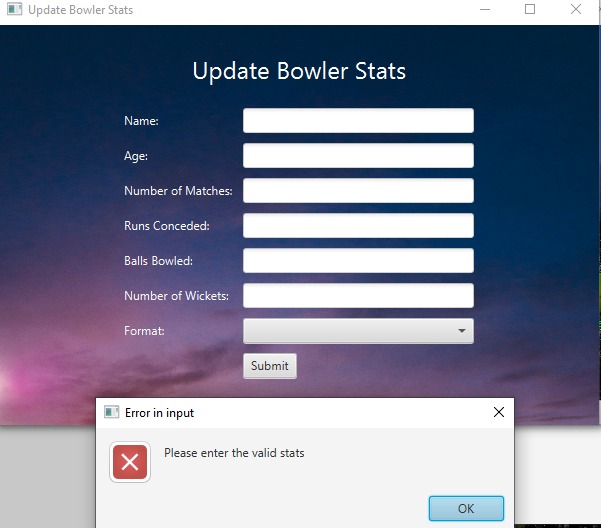 Update Bowler Stats
Update Bowler Stats
Name:
Age:
Number of Matches:
Runs Conceded:
Balls Bowled:
Number of Wickets:
Format:
Submit
Error in input
Please enter the valid stats
OK